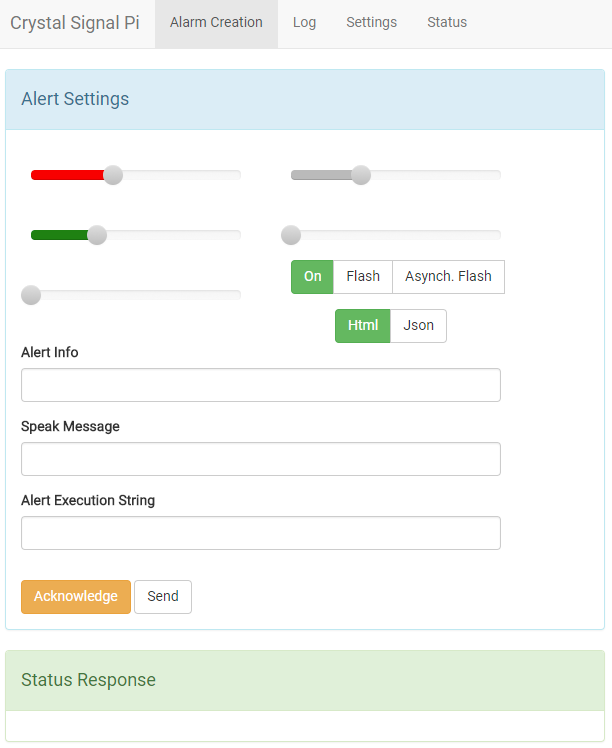 Crystal Signal Pi Alarm Creation Log Settings Status
Alert Settings
On Flash Asynch. Flash
Html Json
Alert Info
Speak Message
Alert Execution String
Acknowledge Send
Status Response